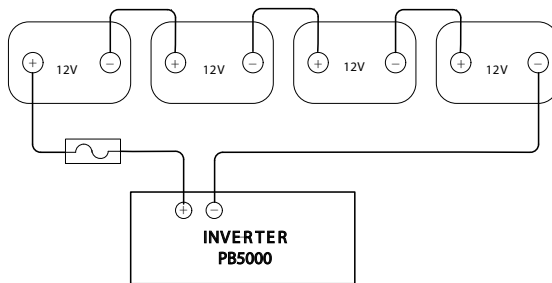 + 12V − + 12V − + 12V − + 12V −
+ −
INVERTER
PB5000